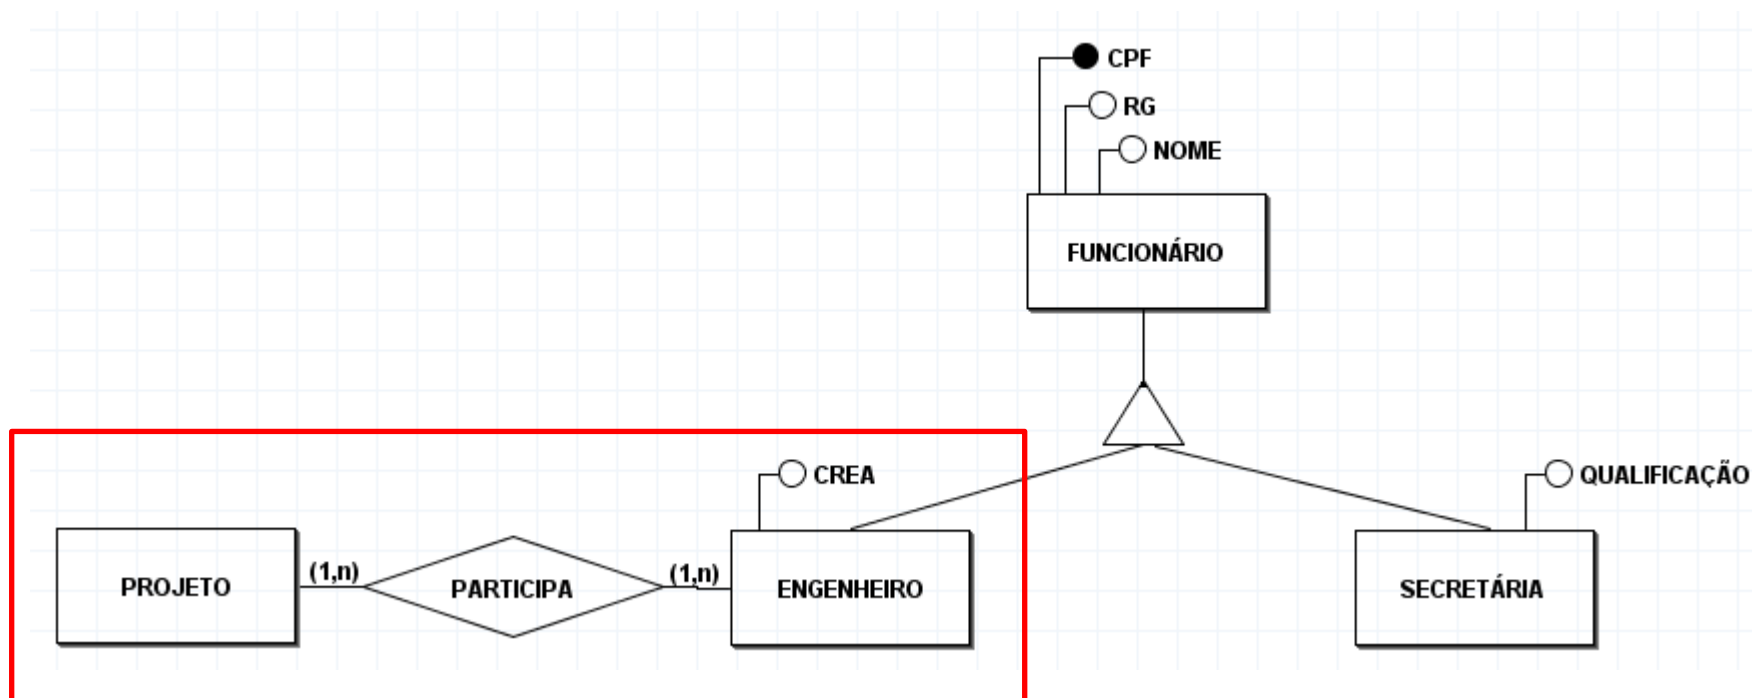 CPF
RG
NOME
FUNCIONÁRIO
CREA
QUALIFICAÇÃO
PROJETO
(1,n)
PARTICIPA
(1,n)
ENGENHEIRO
SECRETÁRIA